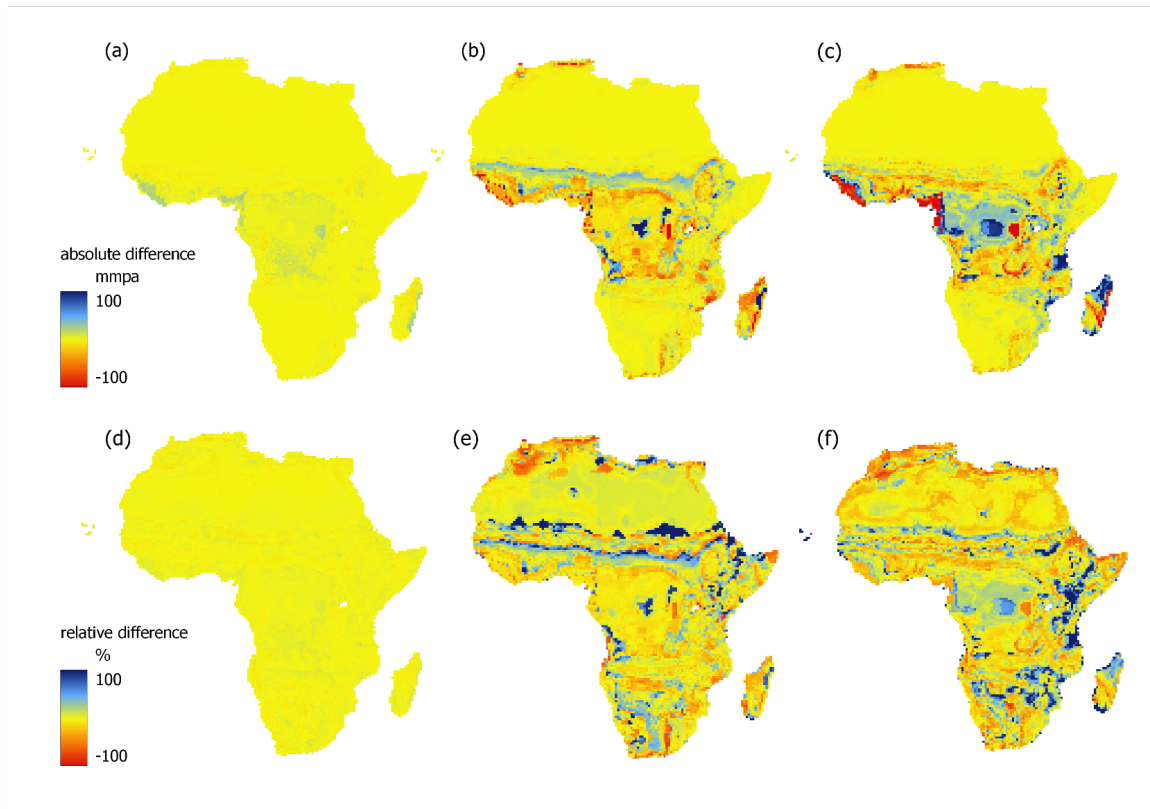 (a)
(b)
(c)
absolute difference
mmpa
100
-100
(d)
(e)
(f)
relative difference
%
100
-100